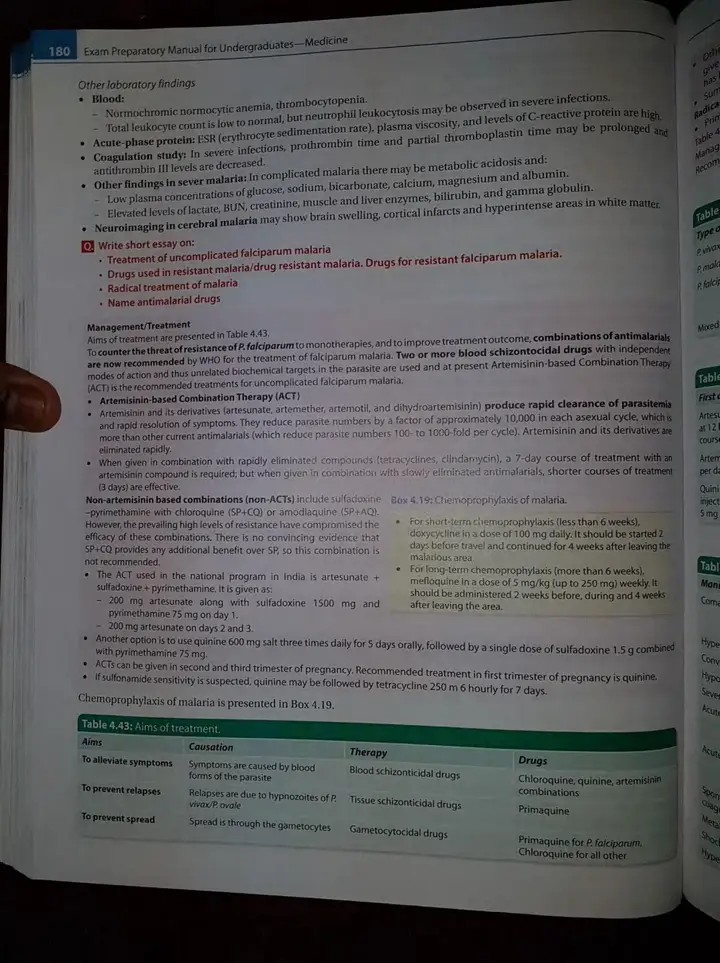 180 Exam Preparatory Manual for Undergraduates—Medicine
Other laboratory findings
• Blood:
– Normochromic normocytic anemia, thrombocytopenia.
– Total leukocyte count is low to normal, but neutrophil leukocytosis may be observed in severe infections.
• Acute-phase protein: ESR (erythrocyte sedimentation rate), plasma viscosity, and levels of C-reactive protein are high.
• Coagulation study: In severe infections, prothrombin time and partial thromboplastin time may be prolonged and
antithrombin III levels are decreased.
• Other findings in sever malaria: In complicated malaria there may be metabolic acidosis and:
– Low plasma concentrations of glucose, sodium, bicarbonate, calcium, magnesium and albumin.
– Elevated levels of lactate, BUN, creatinine, muscle and liver enzymes, bilirubin, and gamma globulin.
• Neuroimaging in cerebral malaria may show brain swelling, cortical infarcts and hyperintense areas in white matter.
Q. Write short essay on:
• Treatment of uncomplicated falciparum malaria
• Drugs used in resistant malaria/drug resistant malaria. Drugs for resistant falciparum malaria.
• Radical treatment of malaria
• Name antimalarial drugs
Management/Treatment
Aims of treatment are presented in Table 4.43.
To counter the threat of resistance of P. falciparum to monotherapies, and to improve treatment outcome, combinations of antimalarials
are now recommended by WHO for the treatment of falciparum malaria. Two or more blood schizontocidal drugs with independent
modes of action and thus unrelated biochemical targets in the parasite are used and at present Artemisinin-based Combination Therapy
(ACT) is the recommended treatments for uncomplicated falciparum malaria.
• Artemisinin-based Combination Therapy (ACT)
• Artemisinin and its derivatives (artesunate, artemether, artemotil, and dihydroartemisinin) produce rapid clearance of parasitemia
and rapid resolution of symptoms. They reduce parasite numbers by a factor of approximately 10,000 in each asexual cycle, which is
more than other current antimalarials (which reduce parasite numbers 100- to 1000-fold per cycle). Artemisinin and its derivatives are
eliminated rapidly.
• When given in combination with rapidly eliminated compounds (tetracyclines, clindamycin), a 7-day course of treatment with an
artemisinin compound is required; but when given in combination with slowly eliminated antimalarials, shorter courses of treatment
(3 days) are effective.
Non-artemisinin based combinations (non-ACTs) include sulfadoxine
–pyrimethamine with chloroquine (SP+CQ) or amodiaquine (SP+AQ).
However, the prevailing high levels of resistance have compromised the
efficacy of these combinations. There is no convincing evidence that
SP+CQ provides any additional benefit over SP, so this combination is
not recommended.
• The ACT used in the national program in India is artesunate +
sulfadoxine + pyrimethamine. It is given as:
– 200 mg artesunate along with sulfadoxine 1500 mg and
pyrimethamine 75 mg on day 1.
– 200 mg artesunate on days 2 and 3.
Box 4.19: Chemoprophylaxis of malaria.
• For short-term chemoprophylaxis (less than 6 weeks),
doxycycline in a dose of 100 mg daily. It should be started 2
days before travel and continued for 4 weeks after leaving the
malarious area.
• For long-term chemoprophylaxis (more than 6 weeks),
mefloquine in a dose of 5 mg/kg (up to 250 mg) weekly. It
should be administered 2 weeks before, during and 4 weeks
after leaving the area.
• Another option is to use quinine 600 mg salt three times daily for 5 days orally, followed by a single dose of sulfadoxine 1.5 g combined
with pyrimethamine 75 mg.
• ACTs can be given in second and third trimester of pregnancy. Recommended treatment in first trimester of pregnancy is quinine.
• If sulfonamide sensitivity is suspected, quinine may be followed by tetracycline 250 m 6 hourly for 7 days.
Chemoprophylaxis of malaria is presented in Box 4.19.
Table 4.43: Aims of treatment.
Aims Causation Therapy Drugs
To alleviate symptoms Symptoms are caused by blood Blood schizonticidal drugs Chloroquine, quinine, artemisinin
forms of the parasite combinations
To prevent relapses Relapses are due to hypnozoites of P. Tissue schizonticidal drugs Primaquine
vivax/P. ovale
To prevent spread Spread is through the gametocytes Gametocytocidal drugs Primaquine for P. falciparum,
Chloroquine for all other
Table
Type o
P. vivax
P. falcip
Mixed
Table
First
at 12
cours
per da
Quini
inject
5 mg
Tabl